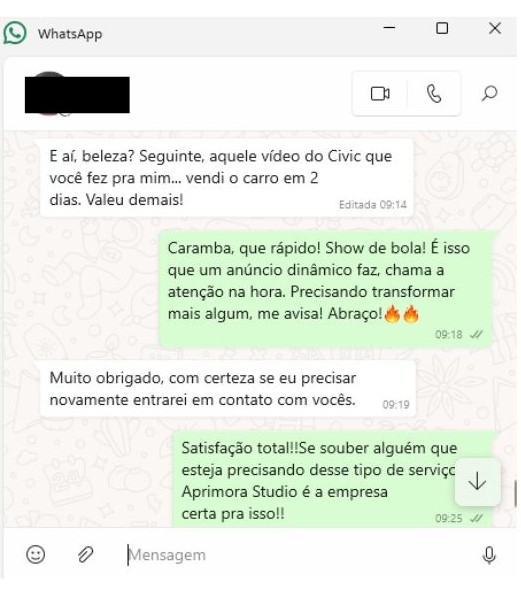 WhatsApp
E aí, beleza? Seguinte, aquele vídeo do Civic que
você fez pra mim... vendi o carro em 2
dias. Valeu demais!
Editada 09:14
Caramba, que rápido! Show de bola! É isso
que um anúncio dinâmico faz, chama a
atenção na hora. Precisando transformar
mais algum, me avisa! Abraço!🔥🔥
09:18
Muito obrigado, com certeza se eu precisar
novamente entrarei em contato com vocês.
09:19
Satisfação total!!Se souber alguém que
esteja precisando desse tipo de serviço
Aprimora Studio é a empresa
certa pra isso!!
09:25
Mensagem